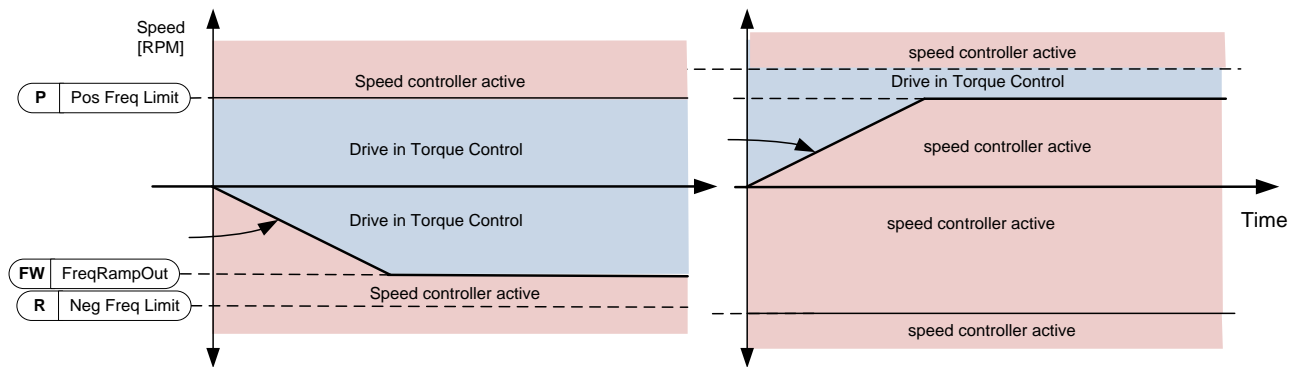 Speed
[RPM]
Speed controller active
P Pos Freq Limit
Drive in Torque Control
Drive in Torque Control
FW FreqRampOut
Speed controller active
R Neg Freq Limit
speed controller active
Drive in Torque Control
speed controller active
speed controller active
Time
speed controller active